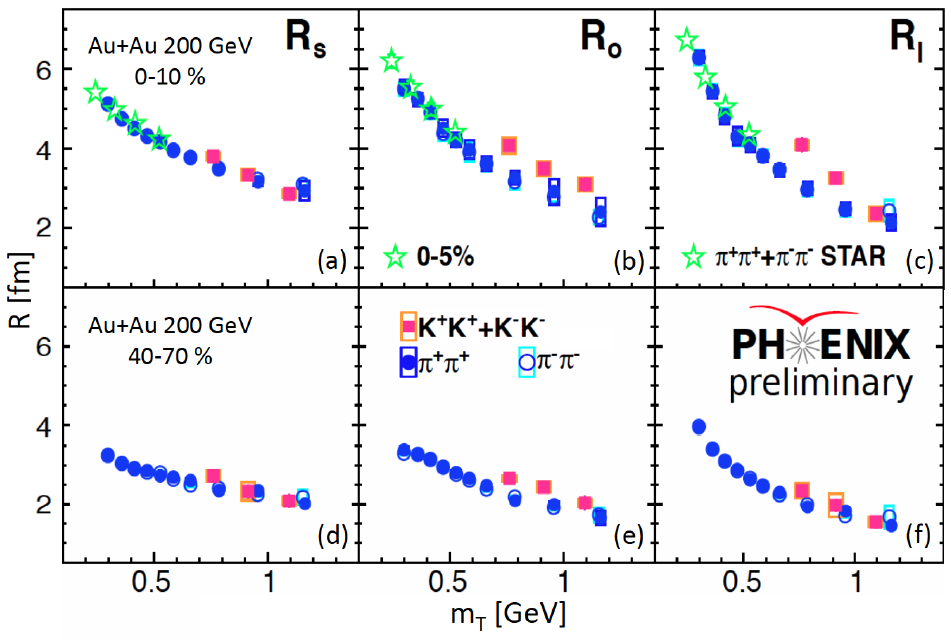 Au+Au 200 GeV
0-10 %
Rs
Ro
Rl
6
4
2
(a)
0-5%
(b)
π+π++π-π- STAR
(c)
R [fm]
Au+Au 200 GeV
40-70 %
K+K++K-K-
π+π+
π-π-
PHENIX
preliminary
6
4
2
(d)
(e)
(f)
0.5
1
0.5
1
0.5
1
mT [GeV]